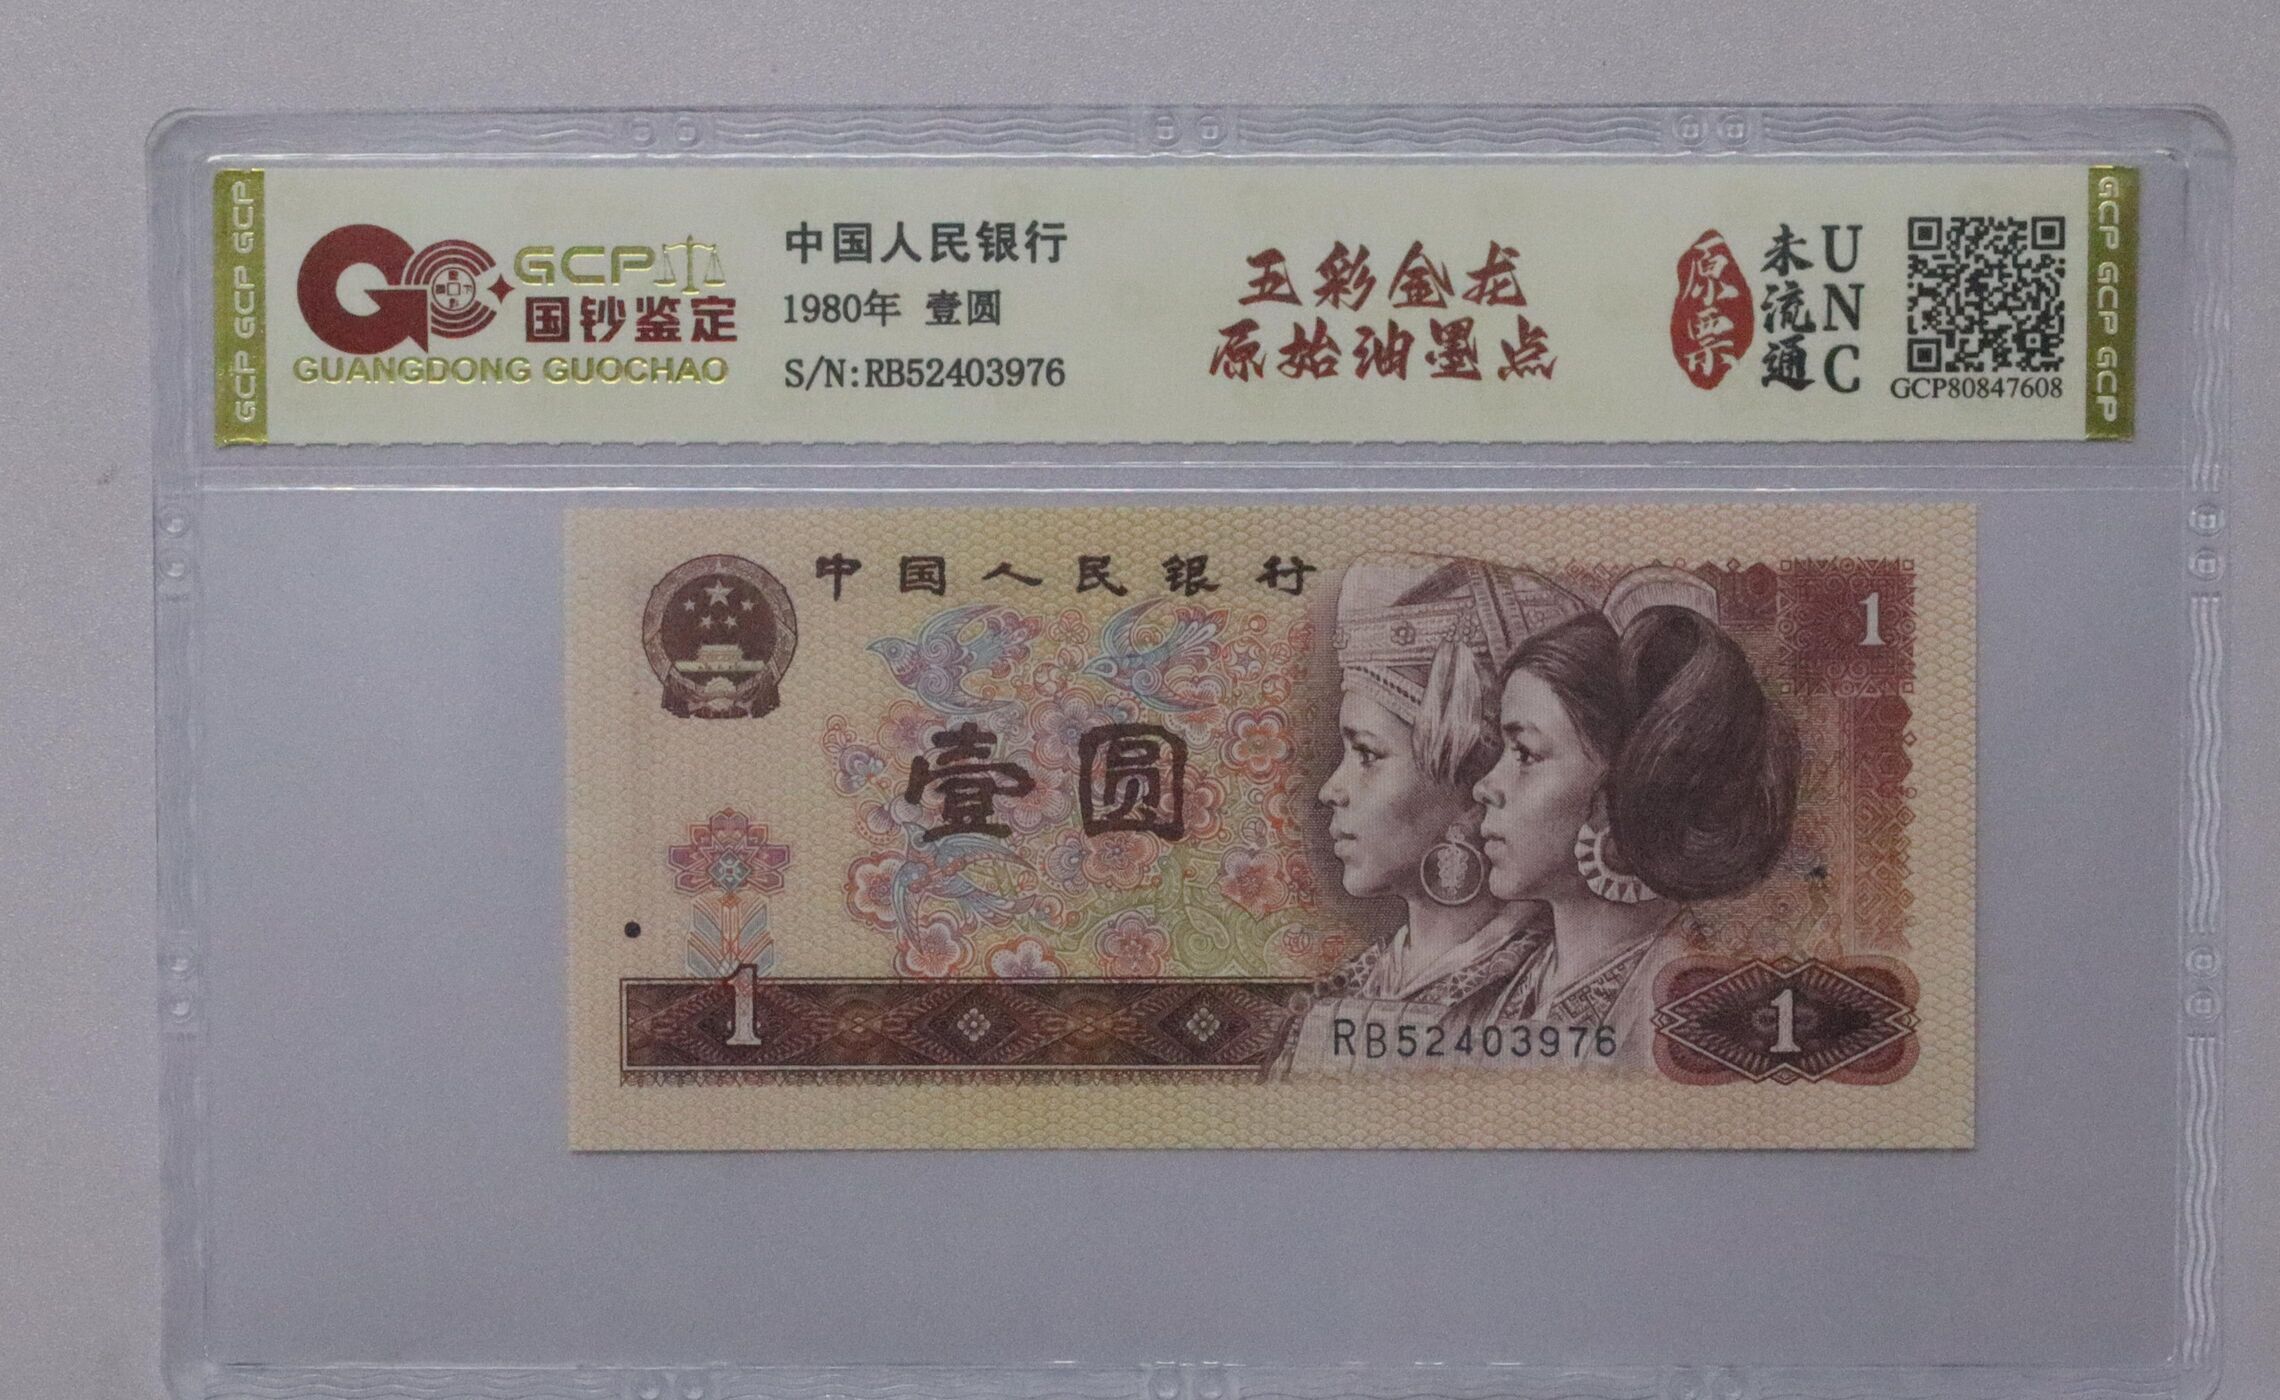 GCP GCP GCP
GCP
国钞鉴定
GUANGDONG GUOCHAO
中国人民银行
1980年 壹圆
S/N:RB52403976
五彩金龙
原始油墨点
原票
未流通
UNC
GCP80847608
GCP GCP GCP
中国人民银行
1
壹圆
1
RB52403976
1